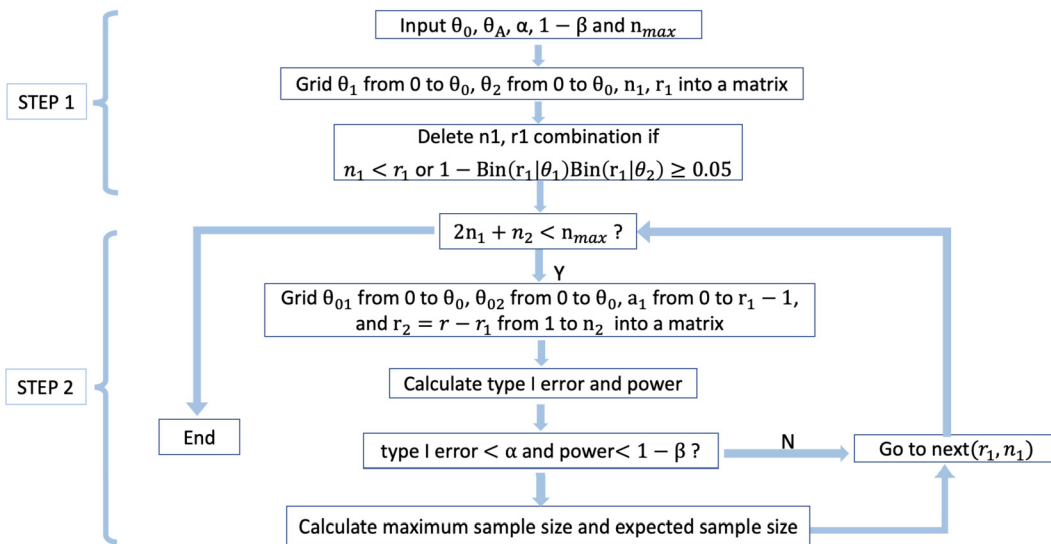 Input θ₀, θ_A, α, 1 − β and n_max
STEP 1
Grid θ₁ from 0 to θ₀, θ₂ from 0 to θ₀, n₁, r₁ into a matrix
Delete n1, r1 combination if
n₁ < r₁ or 1 − Bin(r₁|θ₁)Bin(r₁|θ₂) ≥ 0.05
2n₁ + n₂ < n_max ?
Y
Grid θ₀₁ from 0 to θ₀, θ₀₂ from 0 to θ₀, a₁ from 0 to r₁ − 1,
and r₂ = r − r₁ from 1 to n₂ into a matrix
STEP 2
Calculate type I error and power
End
type I error < α and power< 1 − β ?
N
Go to next(r₁, n₁)
Calculate maximum sample size and expected sample size